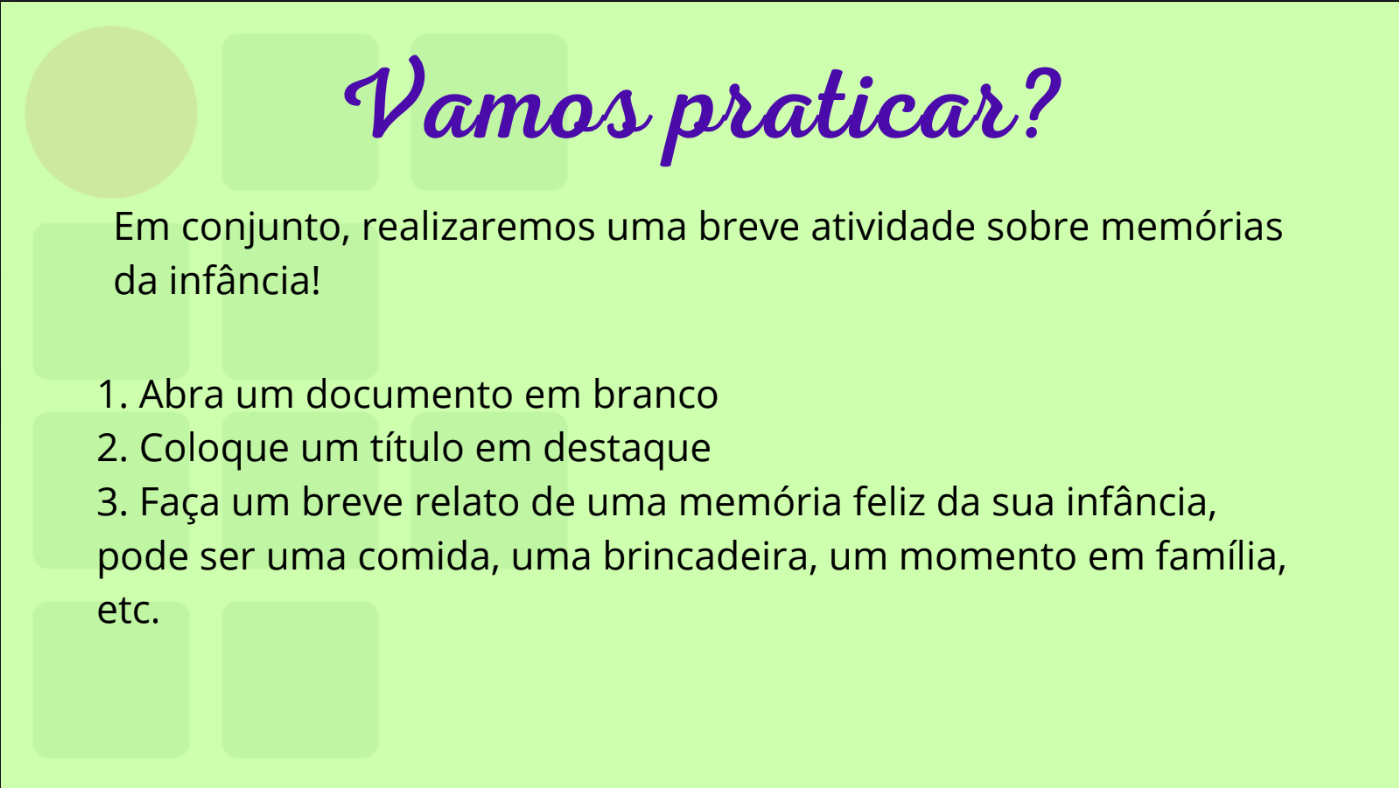 Vamos praticar?
Em conjunto, realizaremos uma breve atividade sobre memórias
da infância!
1. Abra um documento em branco
2. Coloque um título em destaque
3. Faça um breve relato de uma memória feliz da sua infância,
pode ser uma comida, uma brincadeira, um momento em família,
etc.